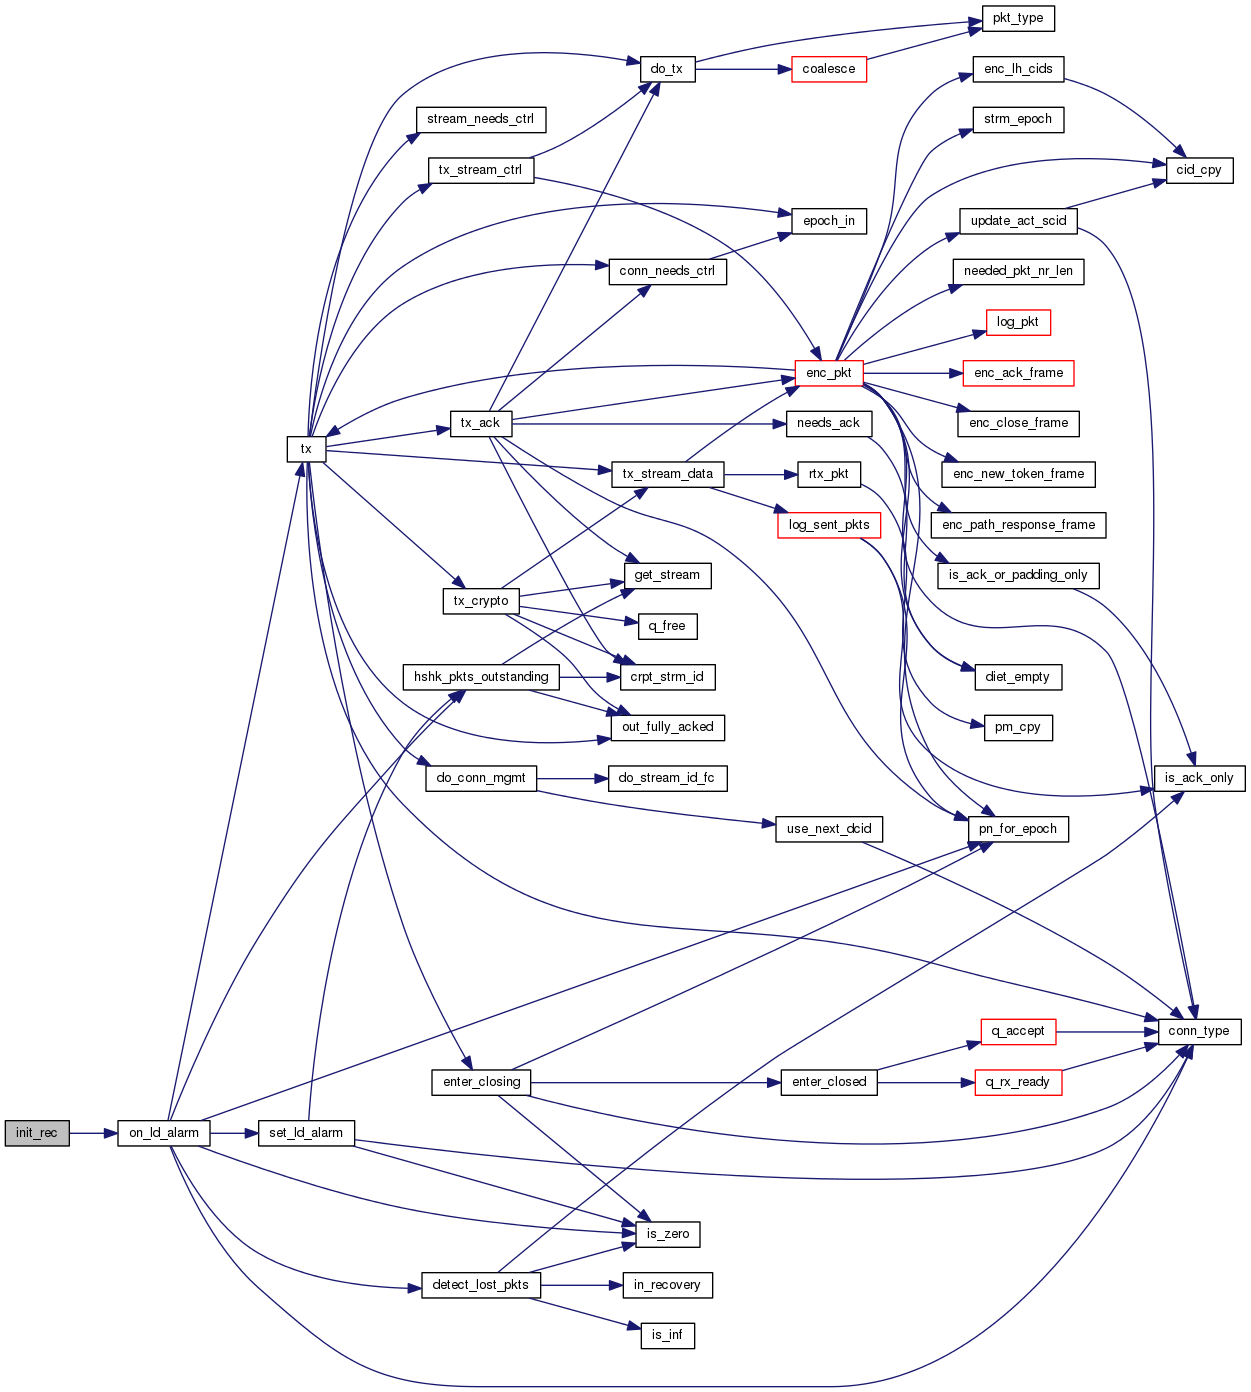 pkt_type
do_tx
coalesce
enc_lh_cids
stream_needs_ctrl
strm_epoch
tx_stream_ctrl
cid_cpy
epoch_in
update_act_scid
conn_needs_ctrl
needed_pkt_nr_len
log_pkt
enc_pkt
enc_ack_frame
tx_ack
needs_ack
enc_close_frame
tx
tx_stream_data
rtx_pkt
enc_new_token_frame
log_sent_pkts
enc_path_response_frame
get_stream
is_ack_or_padding_only
tx_crypto
q_free
hshk_pkts_outstanding
crpt_strm_id
diet_empty
out_fully_acked
pm_cpy
do_conn_mgmt
do_stream_id_fc
is_ack_only
use_next_dcid
pn_for_epoch
q_accept
conn_type
enter_closing
enter_closed
q_rx_ready
init_rec
on_ld_alarm
set_ld_alarm
is_zero
detect_lost_pkts
in_recovery
is_inf